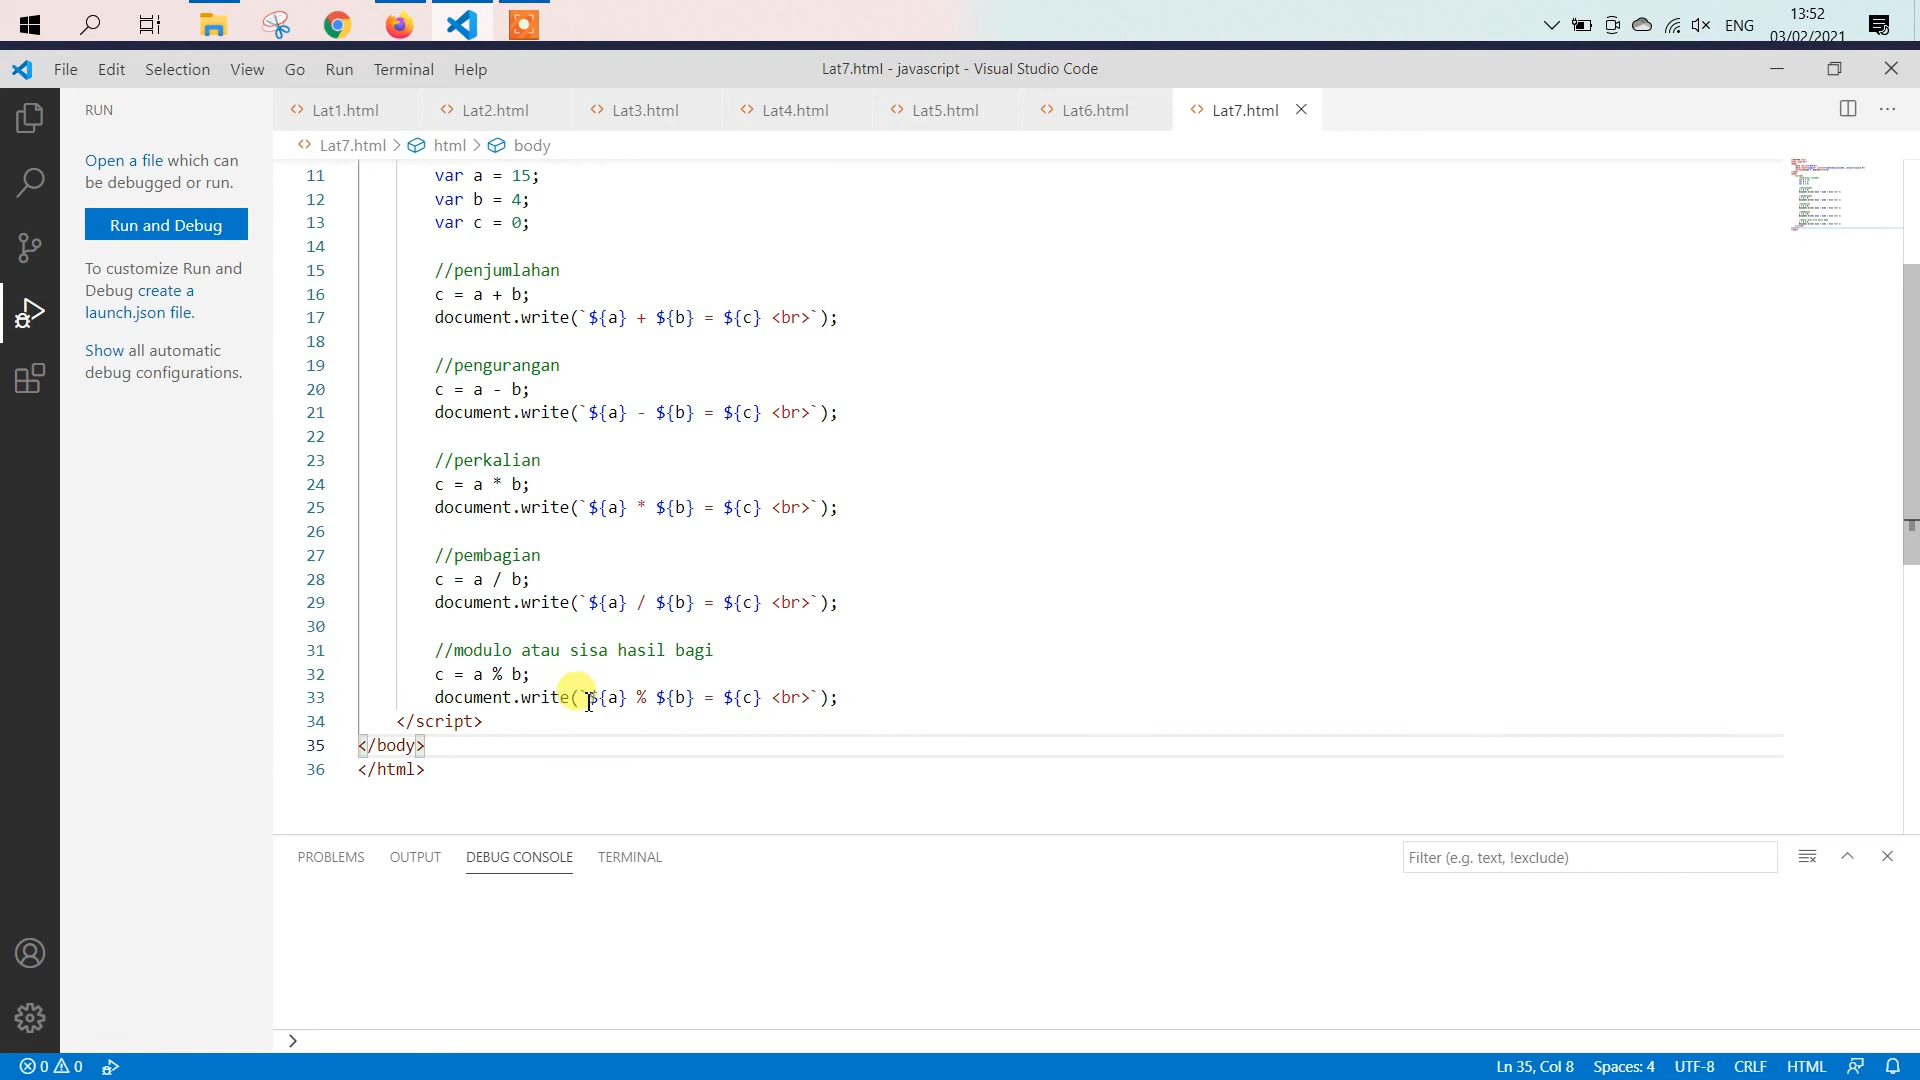 13:52
ENG
03/02/2021
File Edit Selection View Go Run Terminal Help
Lat7.html - javascript - Visual Studio Code
RUN
Lat1.html Lat2.html Lat3.html Lat4.html Lat5.html Lat6.html Lat7.html
Lat7.html > html > body
Open a file which can
be debugged or run.
Run and Debug
To customize Run and
Debug create a
launch.json file.
Show all automatic
debug configurations.
11 var a = 15;
12 var b = 4;
13 var c = 0;
14
15 //penjumlahan
16 c = a + b;
17 document.write(`${a} + ${b} = ${c} <br>`);
18
19 //pengurangan
20 c = a - b;
21 document.write(`${a} - ${b} = ${c} <br>`);
22
23 //perkalian
24 c = a * b;
25 document.write(`${a} * ${b} = ${c} <br>`);
26
27 //pembagian
28 c = a / b;
29 document.write(`${a} / ${b} = ${c} <br>`);
30
31 //modulo atau sisa hasil bagi
32 c = a % b;
33 document.write(`${a} % ${b} = ${c} <br>`);
34 </script>
35 </body>
36 </html>
PROBLEMS OUTPUT DEBUG CONSOLE TERMINAL
Filter (e.g. text, !exclude)
0 0
Ln 35, Col 8 Spaces: 4 UTF-8 CRLF HTML